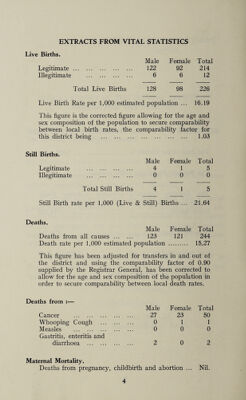 EXTRACTS FROM VITAL STATISTICS
Live Births.
Male Female Total
Legitimate ... ... ... ... ... 122 92 214
Illegitimate ... ... ... ... 6 6 12
Total Live Births 128 98 226
Live Birth Rate per 1,000 estimated population ... 16.19
This figure is the corrected figure allowing for the age and
sex composition of the population to secure comparability
between local birth rates, the comparability factor for
this district being ... ... ... ... ... ... 1.03
Still Births.
Male Female Total
Legitimate ... ... ... ... 4 1 5
Illegitimate ... ... ... ... 0 0 0
Total Still Births 4 1 5
Still Birth rate per 1,000 (Live & Still) Births ... 21.64
Deaths.
Male Female Total
Deaths from all causes ... ... 123 121 244
Death rate per 1,000 estimated population ......... 15.27
This figure has been adjusted for transfers in and out of
the district and using the comparability factor of 0.90
supplied by the Registrar General, has been corrected to
allow for the age and sex composition of the population in
order to secure comparability between local death rates.
Deaths from :—
Male Female Total
Cancer ... ... ... ... ... 27 23 50
Whooping Cough ... ... ... 0 1 1
Measles ... ... ... ... ... 0 0 0
Gastritis, enteritis and
diarrhoea ... ... ... ... 2 0 2
Maternal Mortality.
Deaths from pregnancy, childbirth and abortion ... Nil.
4